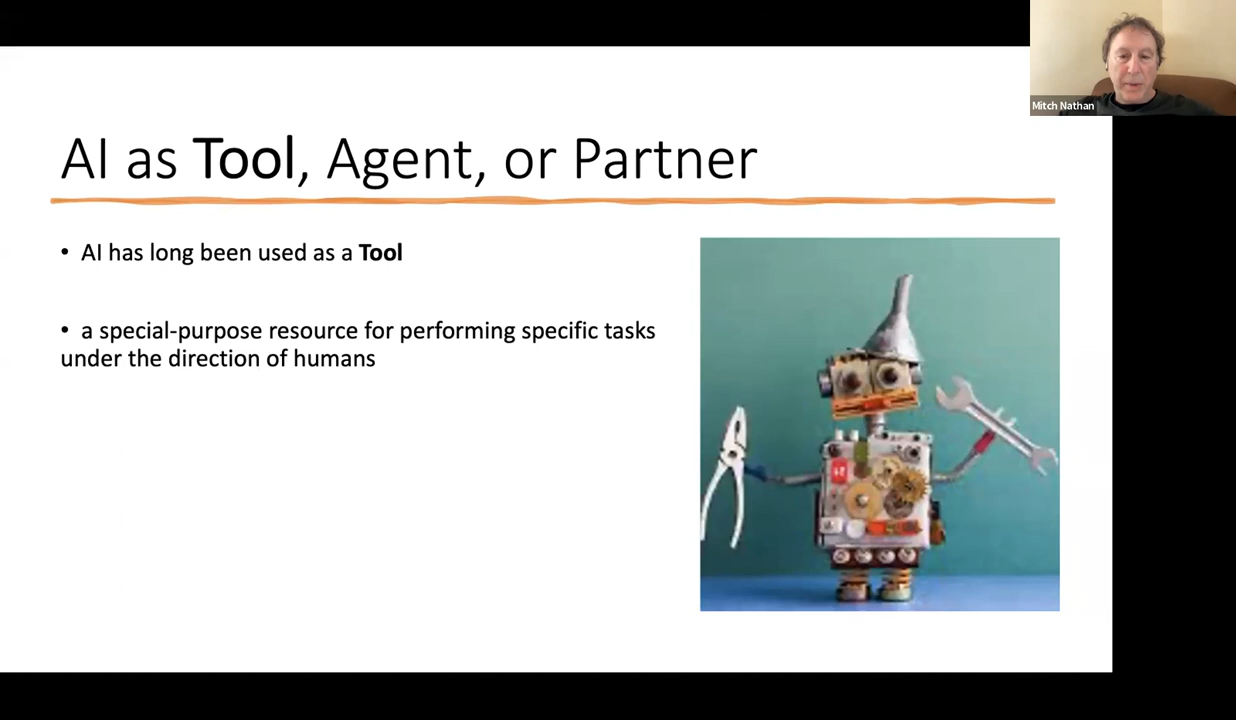 Mitch Nathan
AI as Tool, Agent, or Partner
• AI has long been used as a Tool
• a special-purpose resource for performing specific tasks
under the direction of humans